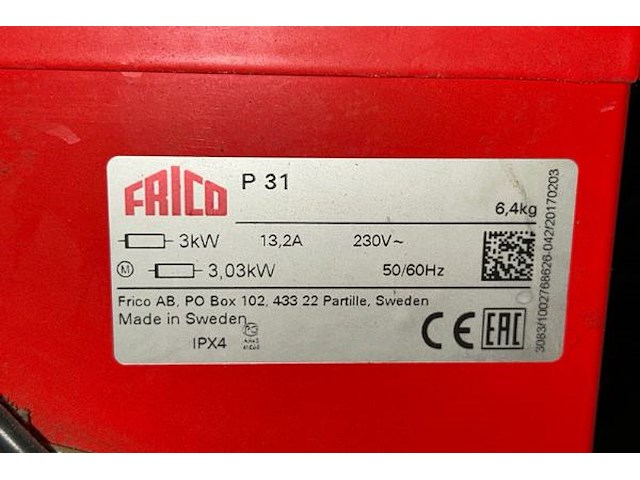 FRICO P 31
6,4kg
3kW 13,2A 230V~
M 3,03kW 50/60Hz
Frico AB, PO Box 102, 433 22 Partille, Sweden
Made in Sweden
IPX4
CE EAC
3083/1002768626-042/20170203